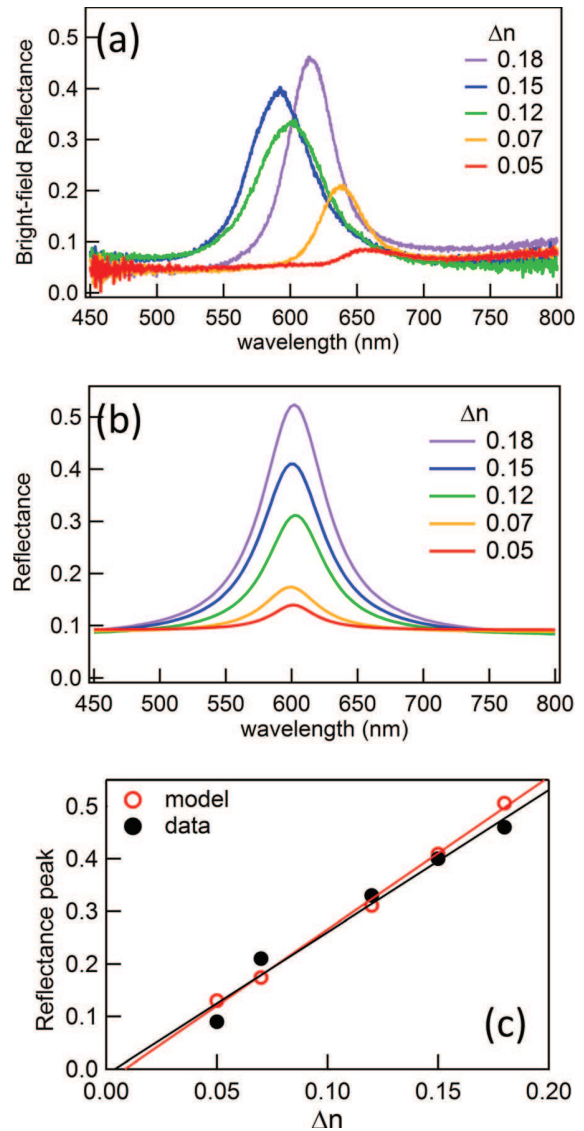 (a)
Δn
0.18
0.15
0.12
0.07
0.05
Bright-field Reflectance
0.5
0.4
0.3
0.2
0.1
0.0
450 500 550 600 650 700 750 800
wavelength (nm)
(b)
Δn
0.18
0.15
0.12
0.07
0.05
Reflectance
0.5
0.4
0.3
0.2
0.1
0.0
450 500 550 600 650 700 750 800
wavelength (nm)
model
data
Reflectance peak
0.5
0.4
0.3
0.2
0.1
0.0
(c)
0.00 0.05 0.10 0.15 0.20
Δn